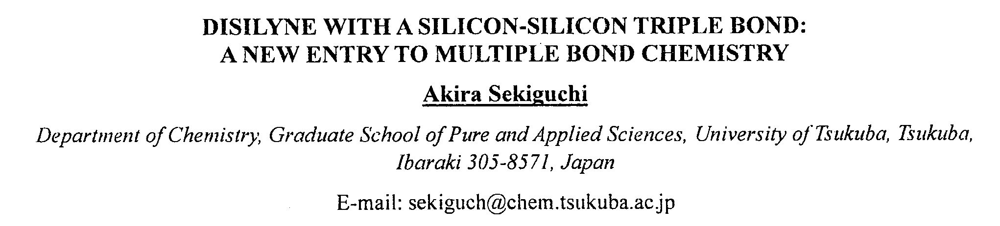 DISILYNE WITH A SILICON-SILICON TRIPLE BOND:
A NEW ENTRY TO MULTIPLE BOND CHEMISTRY
Akira Sekiguchi
Department of Chemistry, Graduate School of Pure and Applied Sciences, University of Tsukuba, Tsukuba,
Ibaraki 305-8571, Japan
E-mail: sekiguch@chem.tsukuba.ac.jp